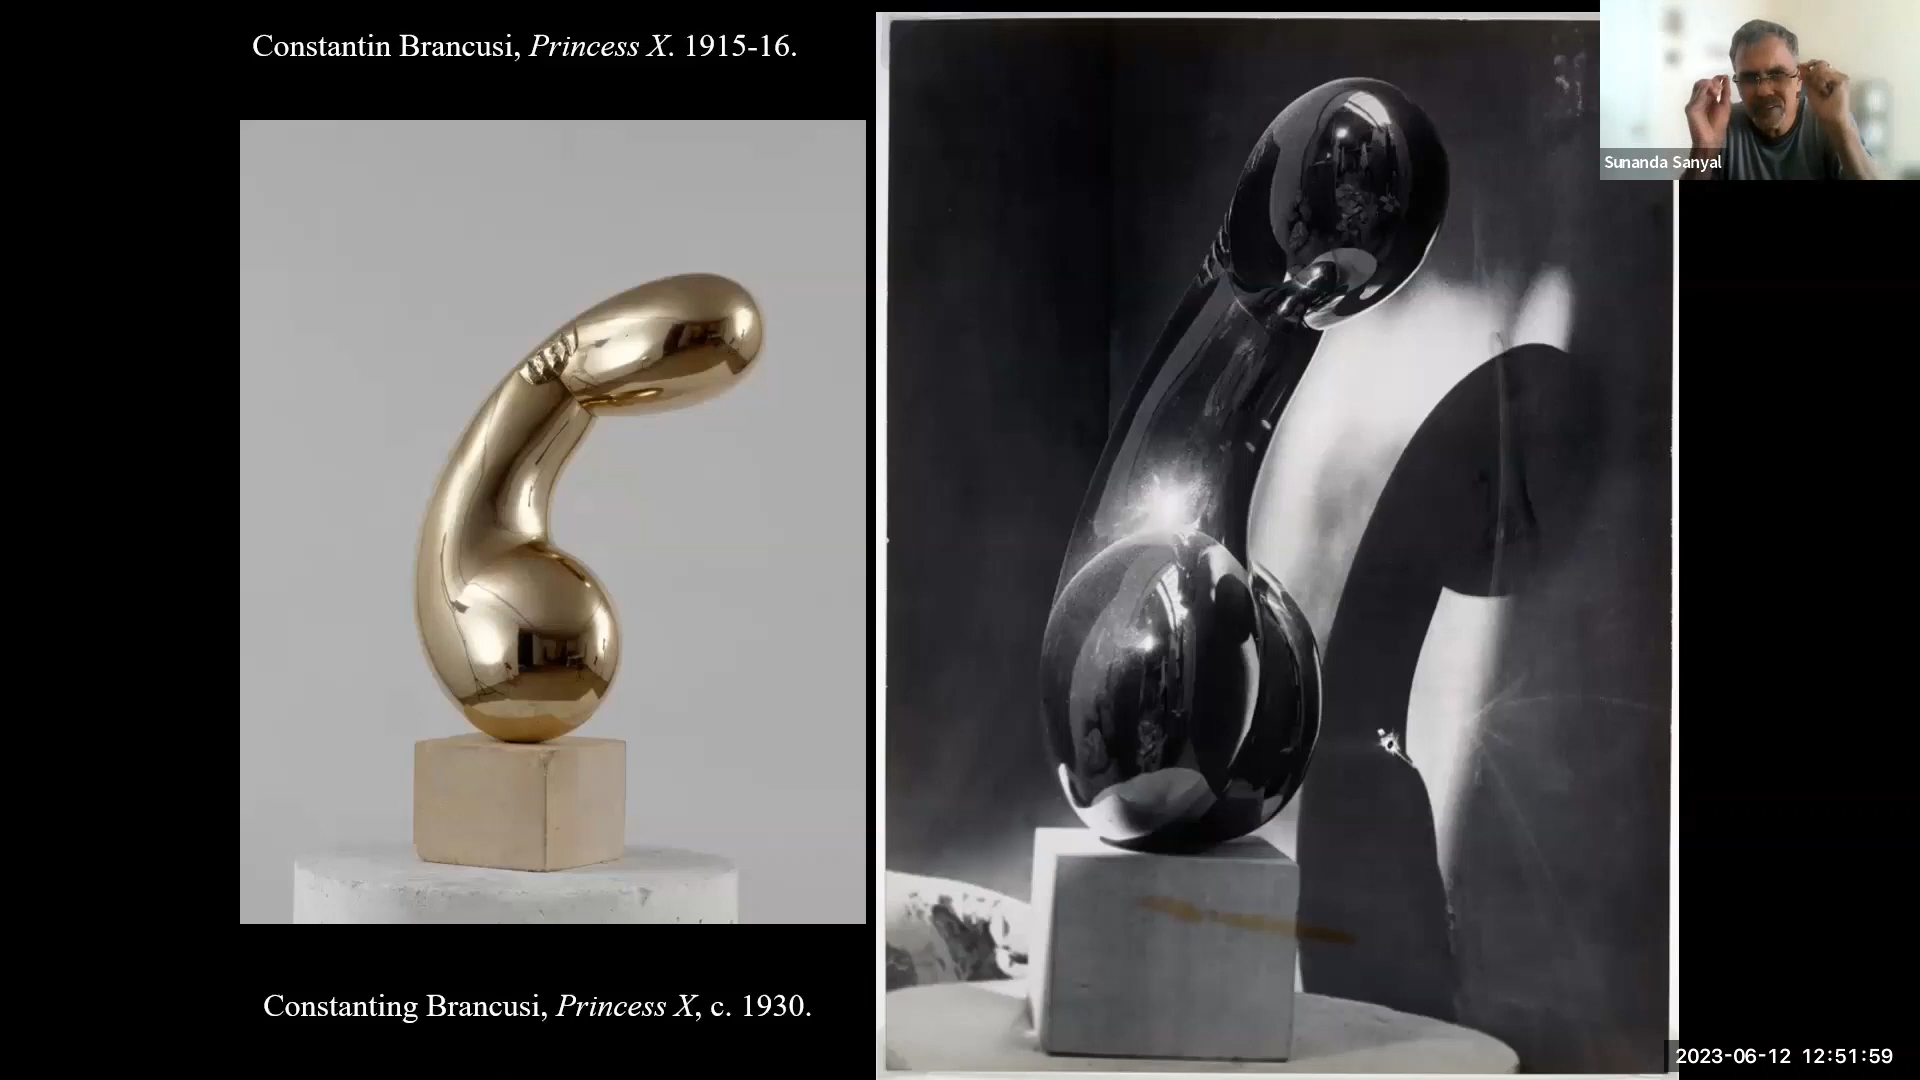 Constantin Brancusi, Princess X. 1915-16.
Sunanda Sanyal
Constanting Brancusi, Princess X, c. 1930.
2023-06-12 12:51:59